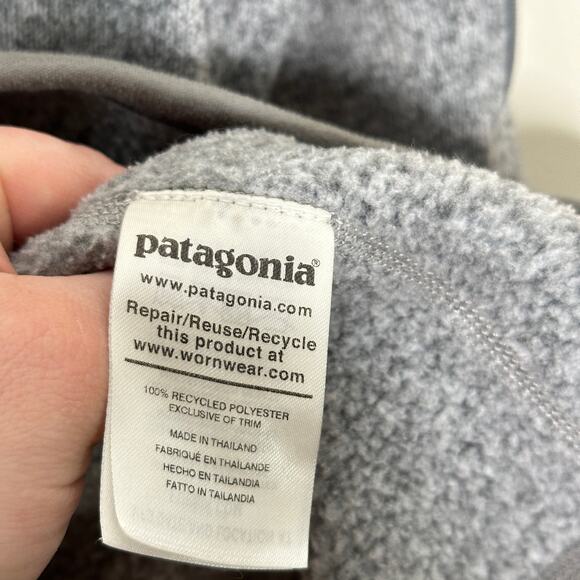 patagonia®
www.patagonia.com
Repair/Reuse/Recycle
this product at
www.wornwear.com
100% RECYCLED POLYESTER
EXCLUSIVE OF TRIM
MADE IN THAILAND
FABRIQUÉ EN THAÏLANDE
HECHO EN TAILANDIA
FATTO IN TAILANDIA